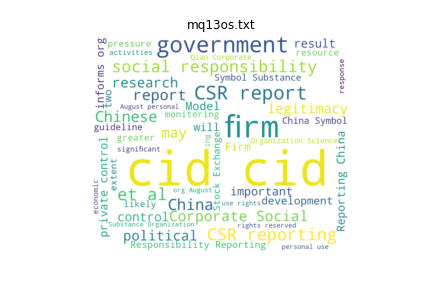 mq13os.txt
pressure
government
result
activities
Qian Corporate
resource
social responsibility
informs org
two
research
Symbol Substance
response
report
CSR report
August personal
Model
legitimacy
Chinese
monitoring
China Symbol
guideline
may
will
firm
greater
Organization Science
significant
ing
Firm
private control
cid cid
Stock Exchange
Reporting China
economic
extent
et al
org August
use rights
important
likely
China
development
control
Corporate Social
Substance Organization
rights reserved
political
CSR reporting
Responsibility Reporting
personal use